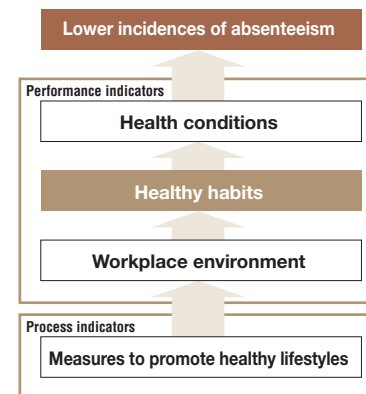 Lower incidences of absenteeism
Performance indicators
Health conditions
Healthy habits
Workplace environment
Process indicators
Measures to promote healthy lifestyles